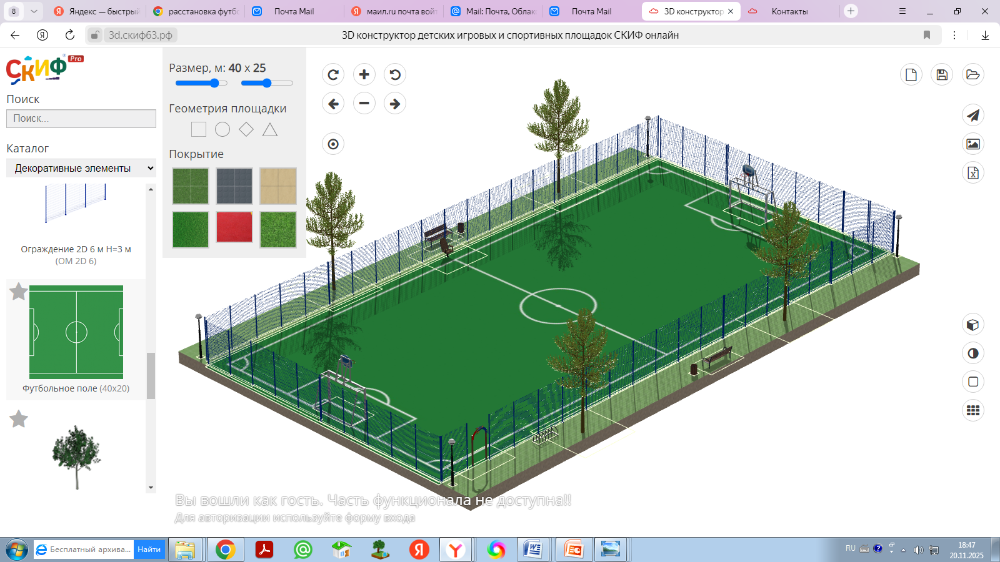 8
Яндекс — быстрый
расстановка футбо
Почта Mail
маил.ru почта войт
Mail: Почта, Облак
Почта Mail
3D конструктор
Контакты
3d.скиф63.рф
3D конструктор детских игровых и спортивных площадок СКИФ онлайн
СКИФ Pro
Поиск
Поиск...
Каталог
Декоративные элементы
Ограждение 2D 6 м H=3 м
(ОМ 2D 6)
Футбольное поле (40x20)
Размер, м: 40 x 25
Геометрия площадки
Покрытие
Вы вошли как гость. Часть функционала не доступна!!
Для авторизации используйте форму входа
Бесплатный архива...
Найти
RU
18:47
20.11.2025